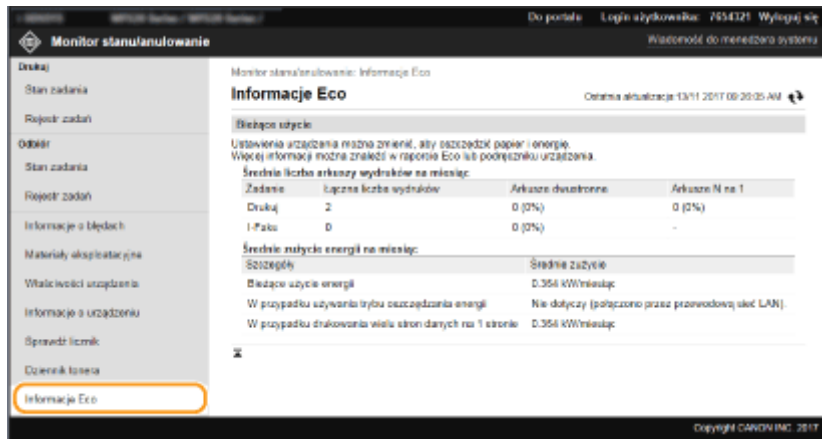 Do portalu Login użytkownika: 7654321 Wyloguj się
Monitor stanu/anulowanie
Wiadomość do menedżera systemu
Drukuj
Stan zadania
Rejestr zadań
Odbiór
Stan zadania
Rejestr zadań
Informacje o błędach
Materiały eksploatacyjne
Właściwości urządzenia
Informacje o urządzeniu
Sprawdź licznik
Dziennik tonera
Informacje Eco
Monitor stanu/anulowanie: Informacje Eco
Informacje Eco
Ostatnia aktualizacja:13/11 2017 09:26:05 AM
Bieżące użycie
Ustawienia urządzenia można zmienić, aby oszczędzić papier i energię.
Więcej informacji można znaleźć w raporcie Eco lub podręczniku urządzenia.
Średnia liczba arkuszy wydruków na miesiąc
Zadanie Łączna liczba wydruków Arkusze dwustronne Arkusze N na 1
Drukuj 2 0 (0%) 0 (0%)
I-Faks 0 0 (0%) -
Średnie zużycie energii na miesiąc
Szczegóły Średnie zużycie
Bieżące użycie energii 0.364 kW/miesiąc
W przypadku używania trybu oszczędzania energii Nie dotyczy (połączono przez przewodową sieć LAN).
W przypadku drukowania wielu stron danych na 1 stronie 0.364 kW/miesiąc
Copyright CANON INC. 2017